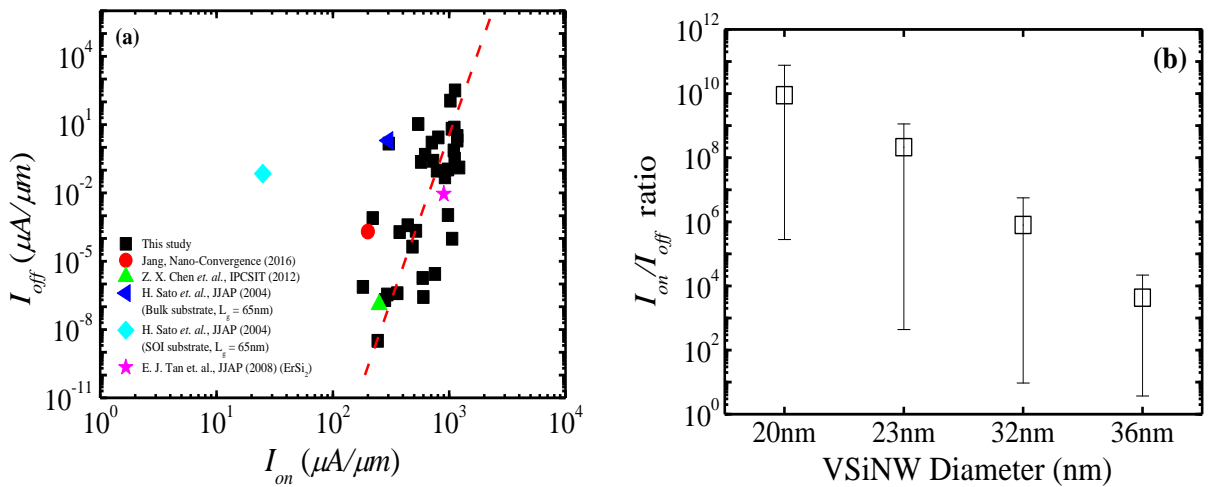 (a)
I_off (μA/μm)
10^4
10^1
10^-2
10^-5
10^-8
10^-11
This study
Jang, Nano-Convergence (2016)
Z. X. Chen et. al., IPCSIT (2012)
H. Sato et. al., JJAP (2004)
(Bulk substrate, L_g = 65nm)
H. Sato et. al., JJAP (2004)
(SOI substrate, L_g = 65nm)
E. J. Tan et. al., JJAP (2008) (ErSi_2)
10^0 10^1 10^2 10^3 10^4
I_on (μA/μm)
(b)
I_on/I_off ratio
10^12
10^10
10^8
10^6
10^4
10^2
10^0
20nm 23nm 32nm 36nm
VSiNW Diameter (nm)